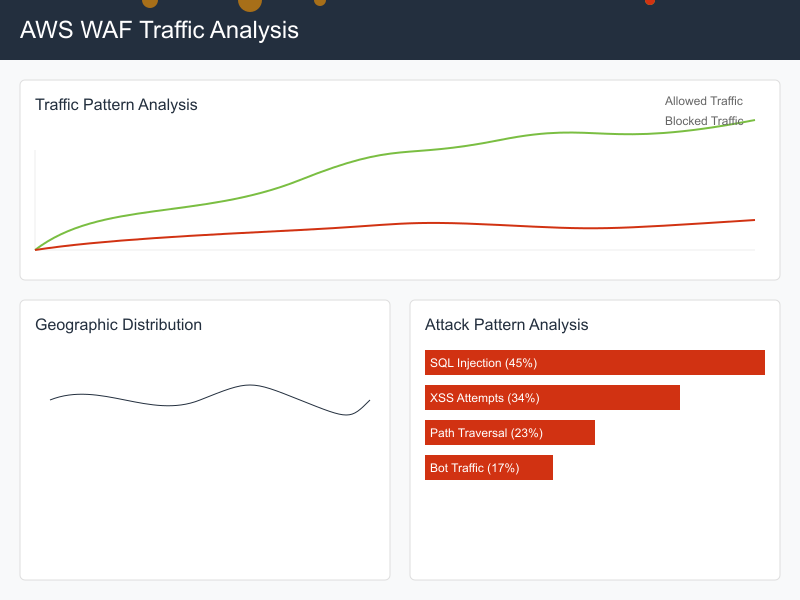 AWS WAF Traffic Analysis
Traffic Pattern Analysis
Allowed Traffic
Blocked Traffic
Geographic Distribution
Attack Pattern Analysis
SQL Injection (45%)
XSS Attempts (34%)
Path Traversal (23%)
Bot Traffic (17%)